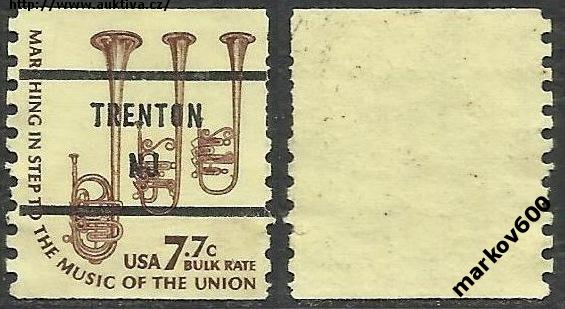 http://www.auktiva.cz/
MARCHING IN STEP TO THE MUSIC OF THE UNION
TRENTON
NJ
USA 7.7c
BULK RATE
markov600